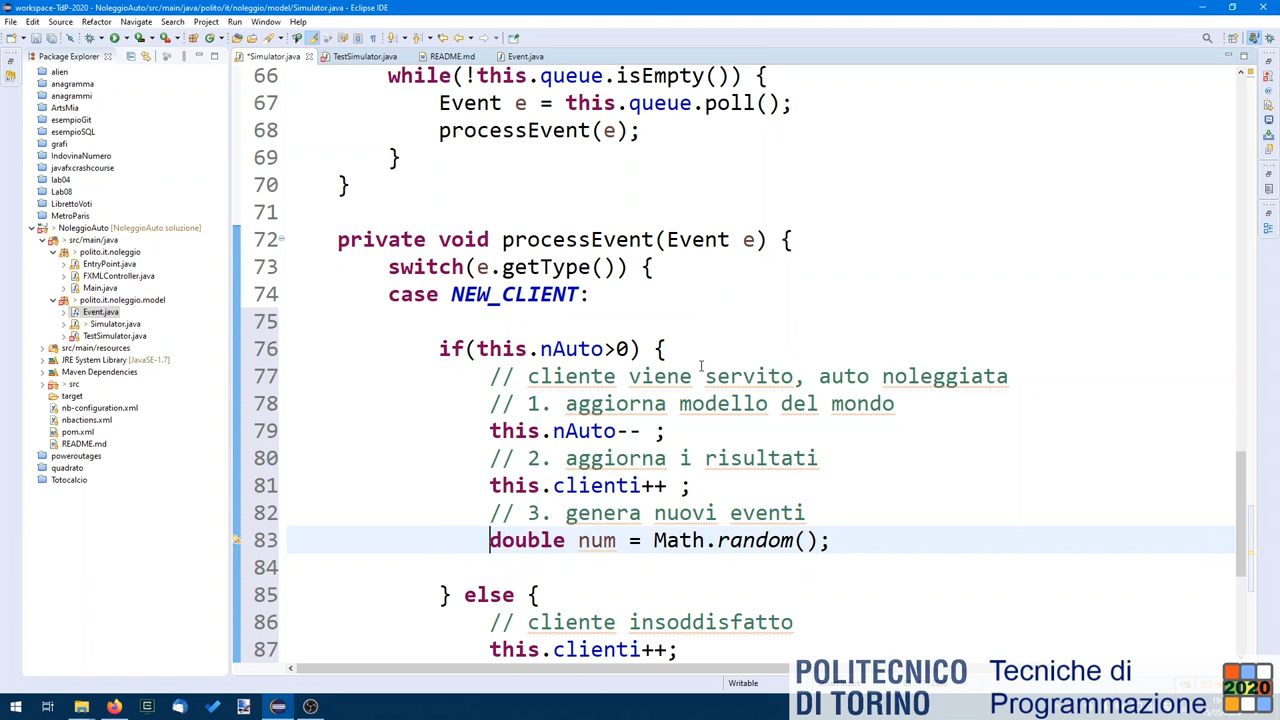 workspace-TdP-2020 - NoleggioAuto/src/main/java/polito/it/noleggio/model/Simulator.java - Eclipse IDE
File Edit Source Refactor Navigate Search Project Run Window Help
Package Explorer
*Simulator.java TestSimulator.java README.md Event.java
alien
anagramma
anagrammi
ArtsMia
esempioGit
esempioSQL
grafi
IndovinaNumero
javafxcrashcourse
lab04
Lab08
LibrettoVoti
MetroParis
> NoleggioAuto [NoleggioAuto soluzione]
> src/main/java
> polito.it.noleggio
EntryPoint.java
FXMLController.java
Main.java
> polito.it.noleggio.model
Event.java
> Simulator.java
TestSimulator.java
src/main/resources
JRE System Library [JavaSE-1.7]
Maven Dependencies
> src
target
nb-configuration.xml
nbactions.xml
pom.xml
README.md
poweroutages
quadrato
Totocalcio
66 while(!this.queue.isEmpty()) {
67 Event e = this.queue.poll();
68 processEvent(e);
69 }
70 }
71
72 private void processEvent(Event e) {
73 switch(e.getType()) {
74 case NEW_CLIENT:
75
76 if(this.nAuto>0) {
77 // cliente viene servito, auto noleggiata
78 // 1. aggiorna modello del mondo
79 this.nAuto-- ;
80 // 2. aggiorna i risultati
81 this.clienti++ ;
82 // 3. genera nuovi eventi
83 double num = Math.random();
84
85 } else {
86 // cliente insoddisfatto
87 this.clienti++;
Writable
POLITECNICO
DI TORINO
Tecniche di
Programmazione
2020